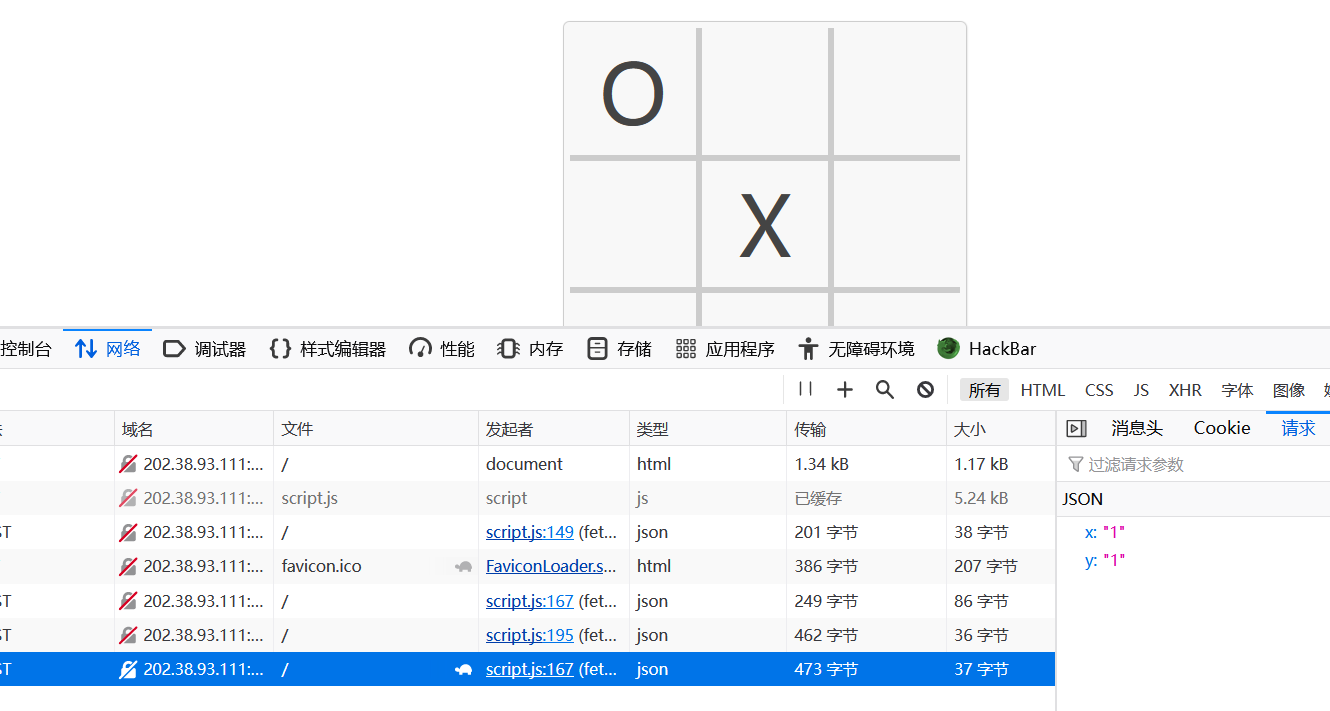 O
X
控制台 网络 调试器 样式编辑器 性能 内存 存储 应用程序 无障碍环境 HackBar
所有 HTML CSS JS XHR 字体 图像
域名 文件 发起者 类型 传输 大小 消息头 Cookie 请求
202.38.93.111:... / document html 1.34 kB 1.17 kB 过滤请求参数
202.38.93.111:... script.js script js 已缓存 5.24 kB JSON
ST 202.38.93.111:... / script.js:149 (fet... json 201 字节 38 字节 x: "1"
202.38.93.111:... favicon.ico FaviconLoader.s... html 386 字节 207 字节 y: "1"
ST 202.38.93.111:... / script.js:167 (fet... json 249 字节 86 字节
ST 202.38.93.111:... / script.js:195 (fet... json 462 字节 36 字节
ST 202.38.93.111:... / script.js:167 (fet... json 473 字节 37 字节